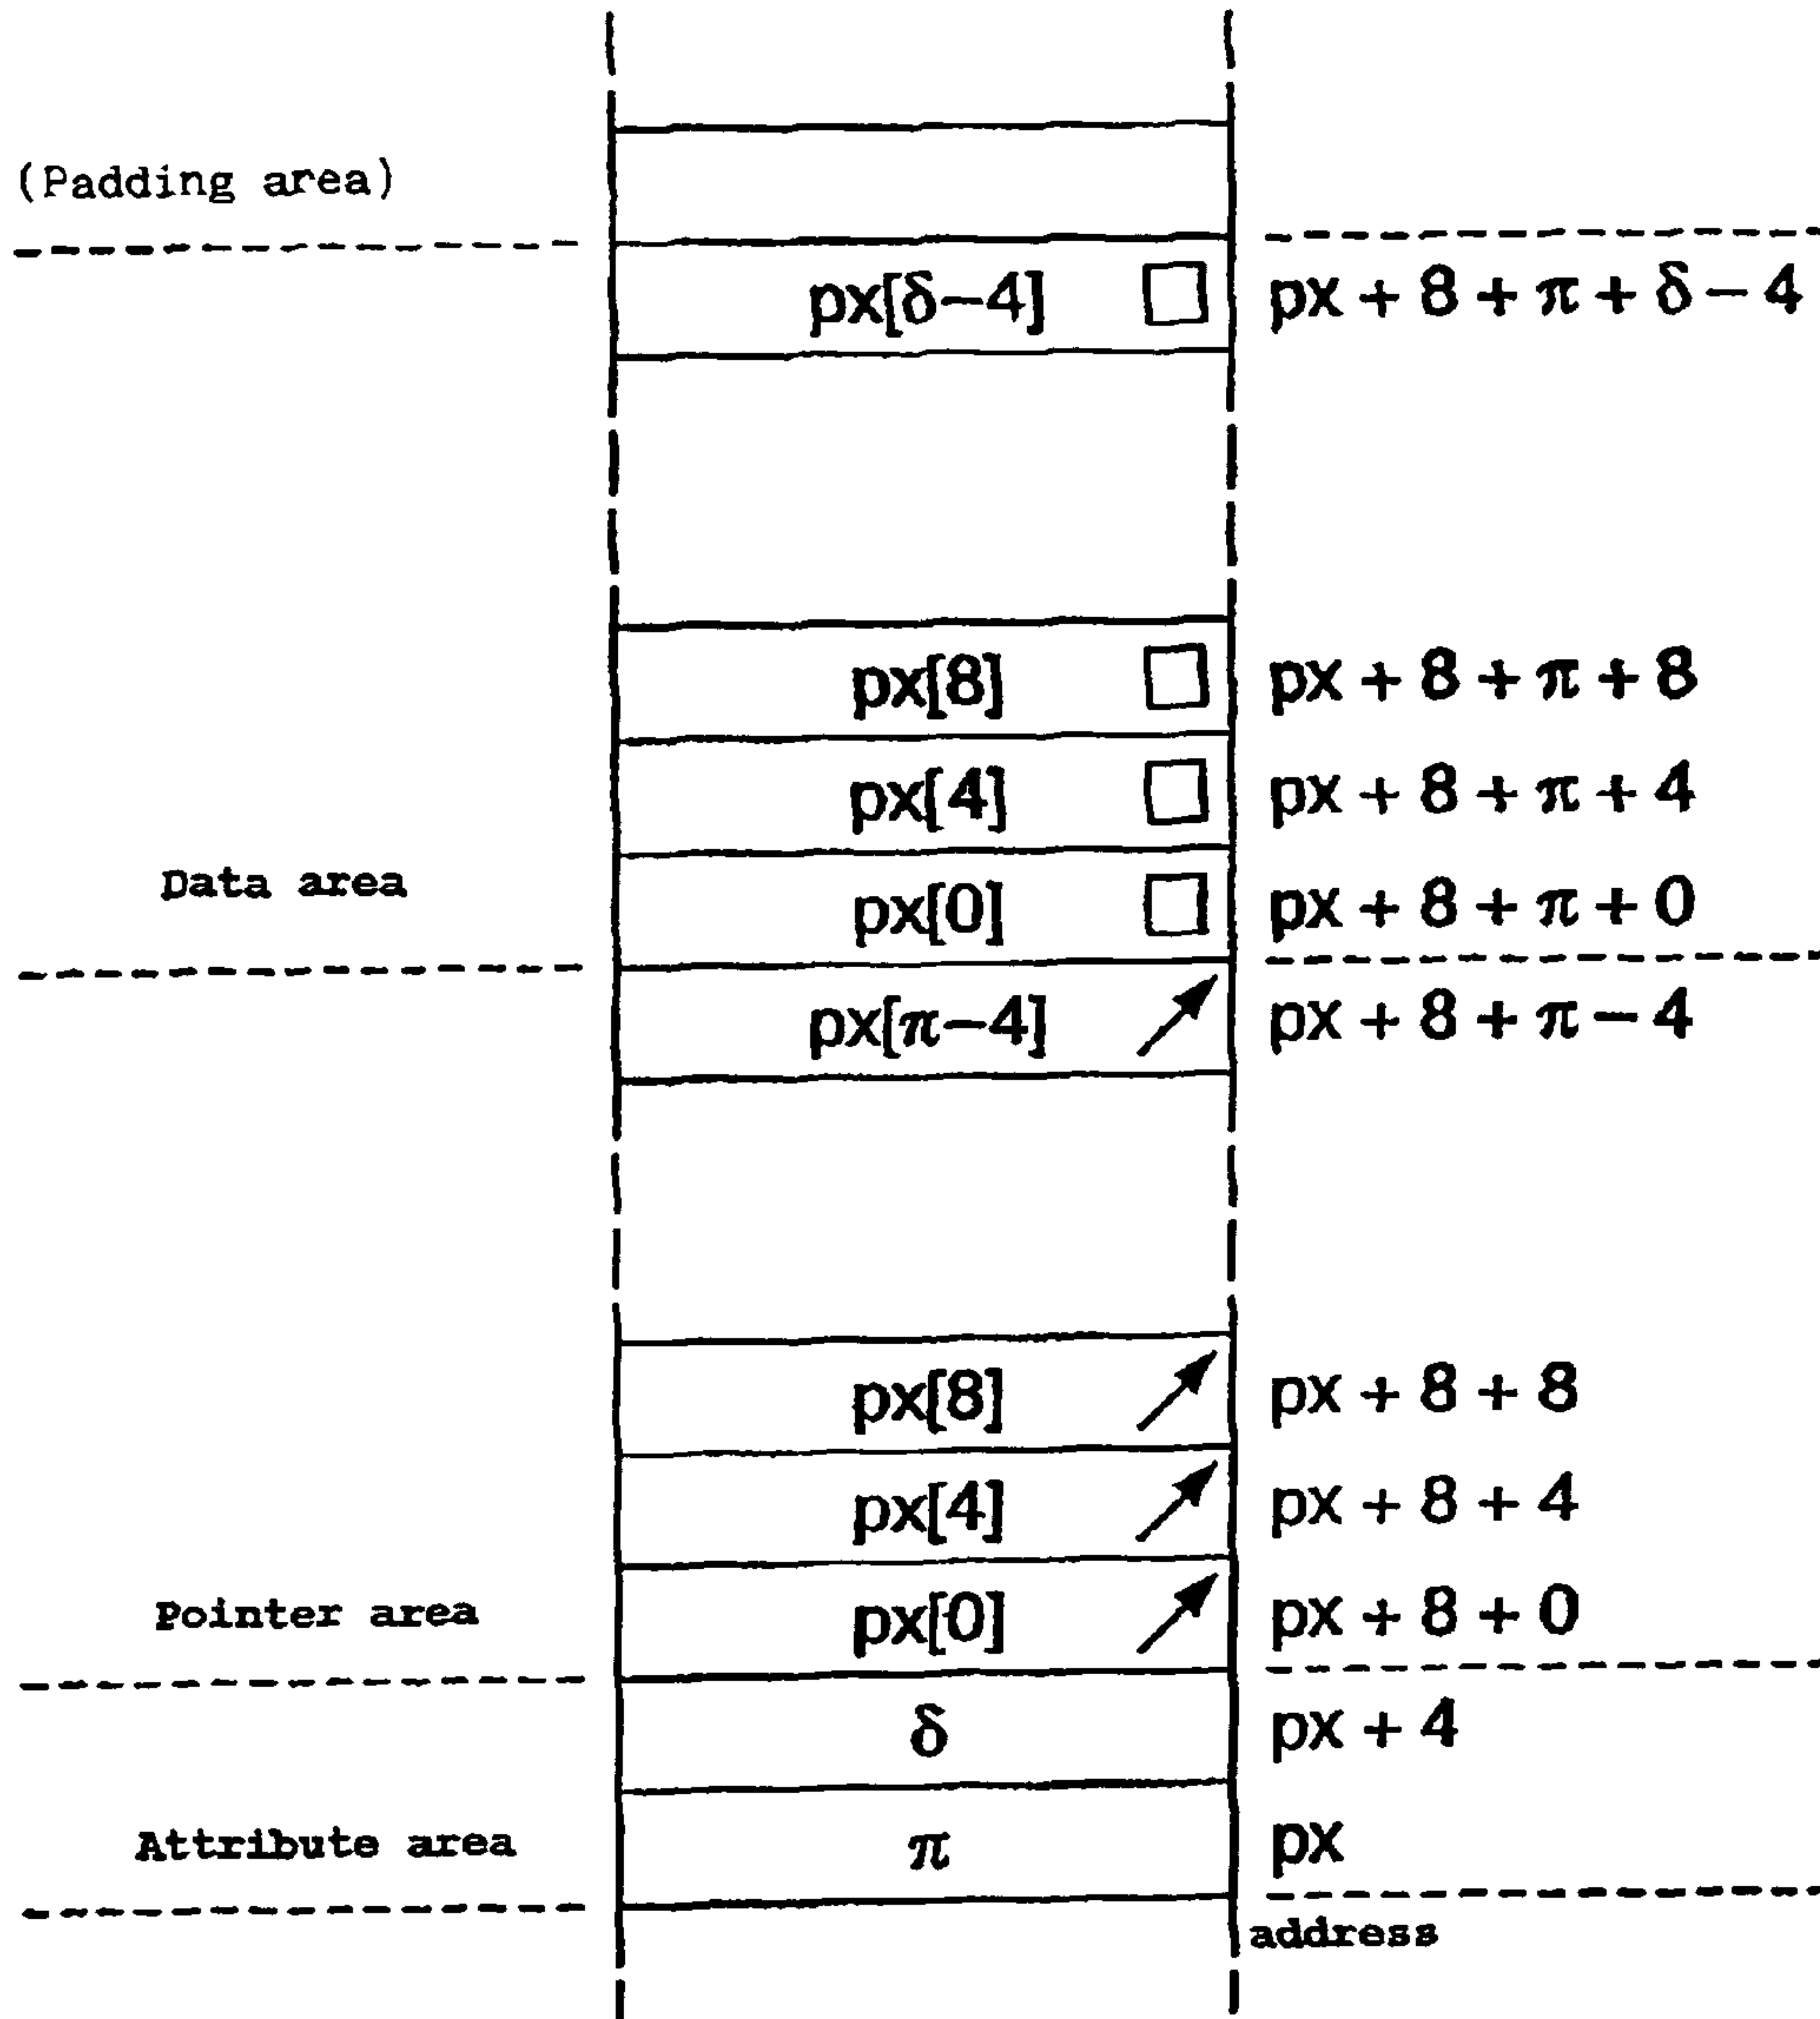 (Padding area)
px[δ−4] px + 8 + π + δ − 4
px[8] px + 8 + π + 8
px[4] px + 8 + π + 4
Data area px[0] px + 8 + π + 0
px[π−4] px + 8 + π − 4
px[8] px + 8 + 8
px[4] px + 8 + 4
Pointer area px[0] px + 8 + 0
δ px + 4
Attribute area π px
address